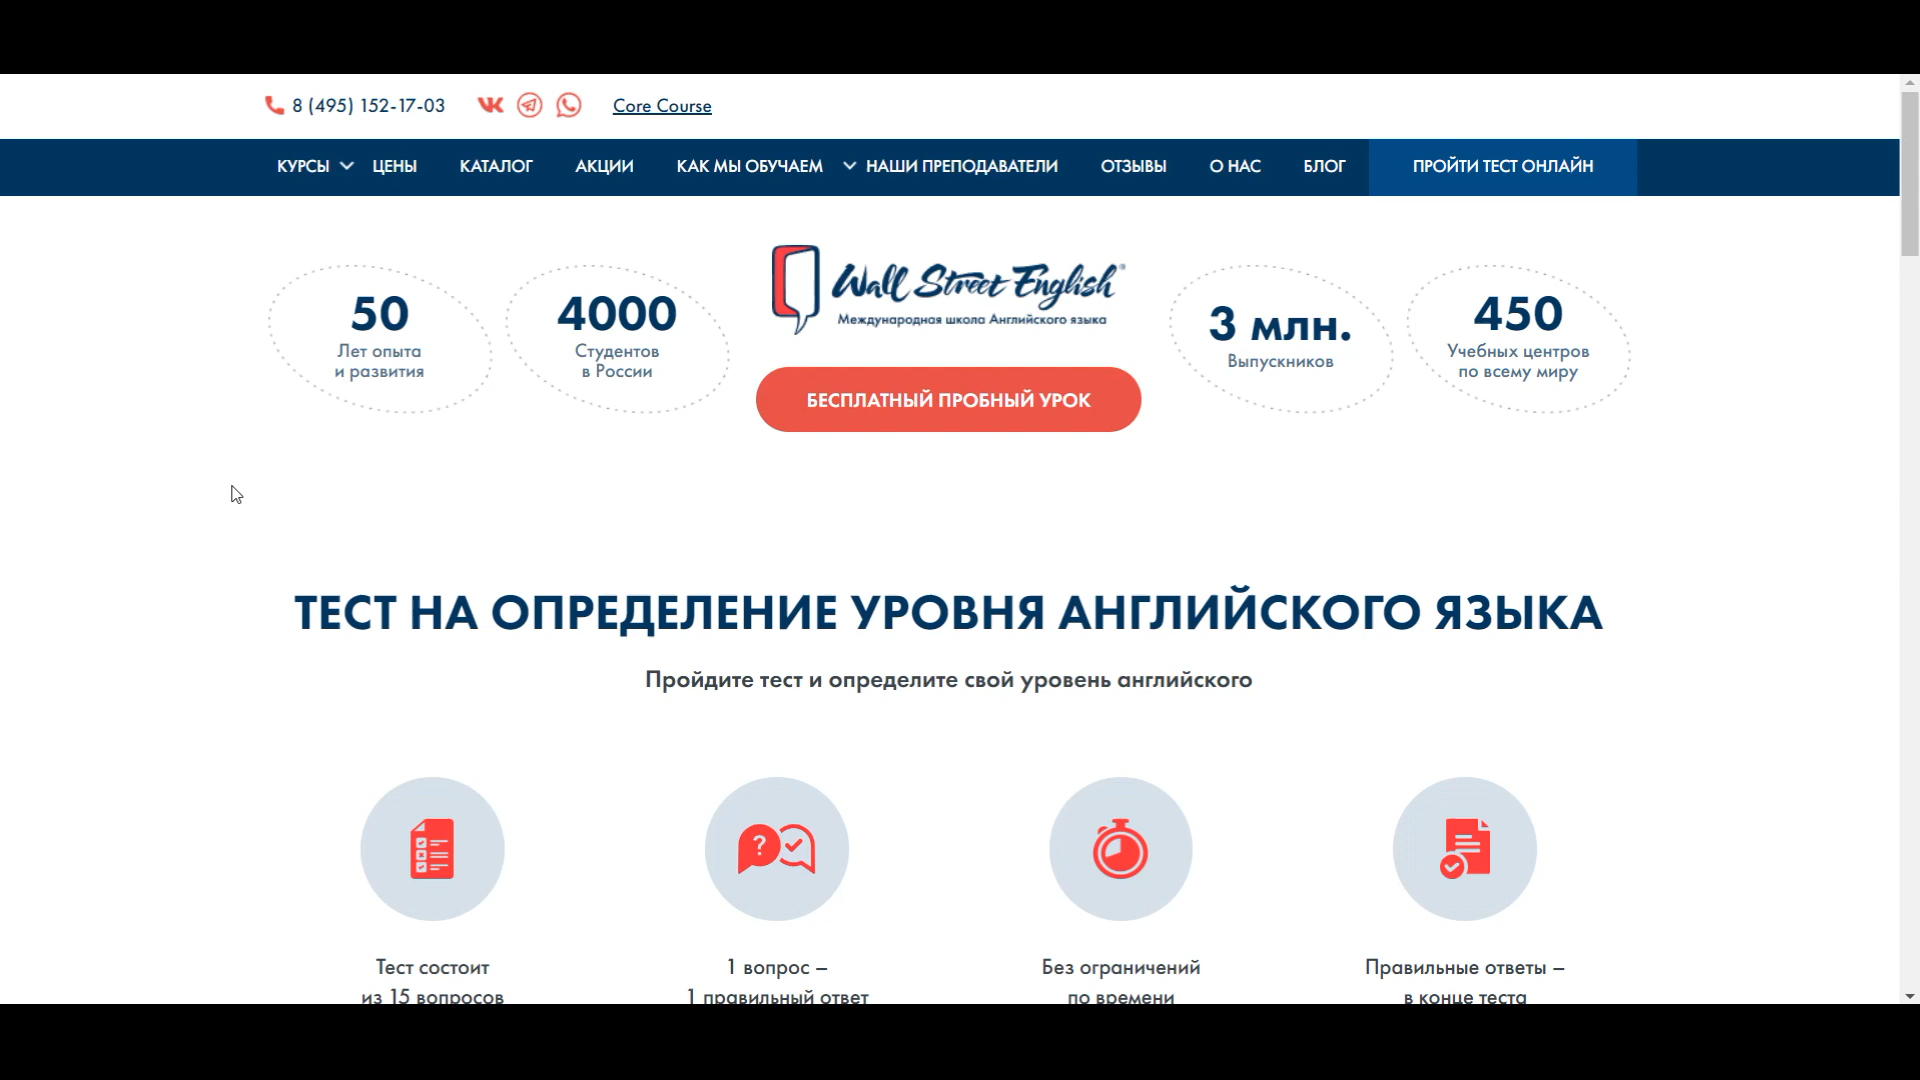 8 (495) 152-17-03
Core Course
КУРСЫ ЦЕНЫ КАТАЛОГ АКЦИИ КАК МЫ ОБУЧАЕМ НАШИ ПРЕПОДАВАТЕЛИ ОТЗЫВЫ О НАС БЛОГ ПРОЙТИ ТЕСТ ОНЛАЙН
50
Лет опыта
и развития
4000
Студентов
в России
Wall Street English®
Международная школа Английского языка
БЕСПЛАТНЫЙ ПРОБНЫЙ УРОК
3 млн.
Выпускников
450
Учебных центров
по всему миру
ТЕСТ НА ОПРЕДЕЛЕНИЕ УРОВНЯ АНГЛИЙСКОГО ЯЗЫКА
Пройдите тест и определите свой уровень английского
Тест состоит
из 15 вопросов
1 вопрос –
1 правильный ответ
Без ограничений
по времени
Правильные ответы –
в конце теста